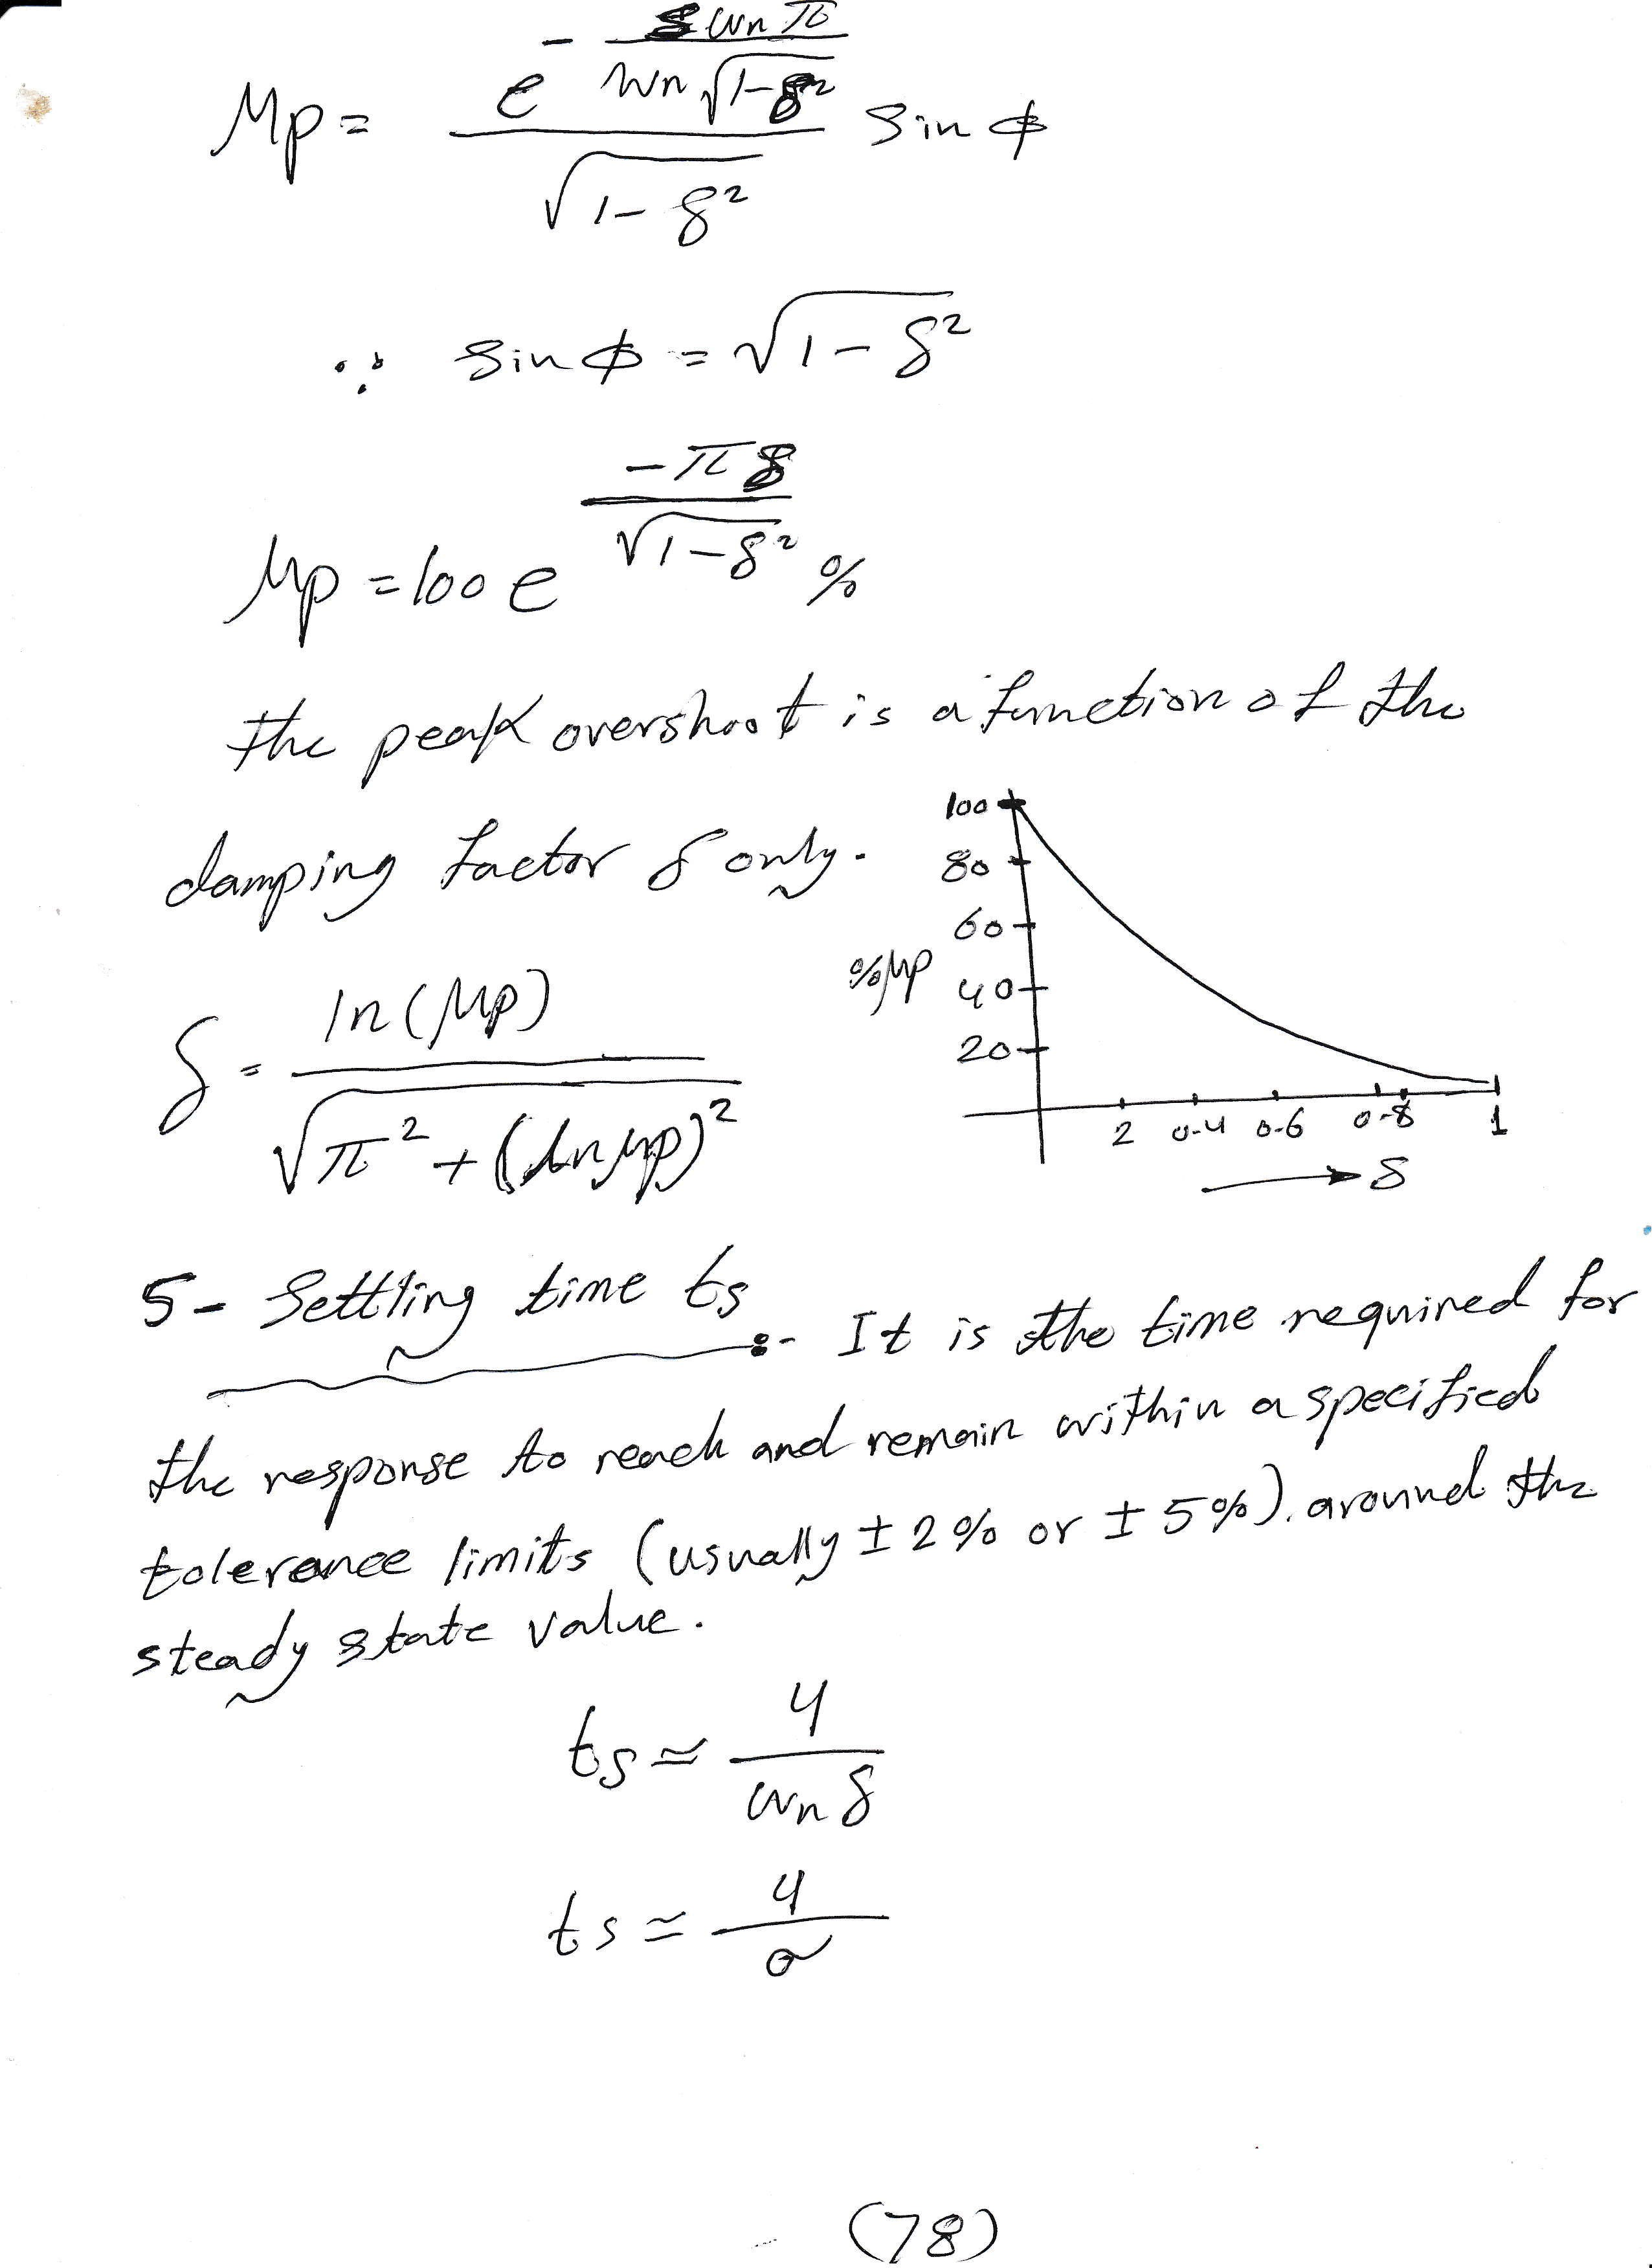 Mp = e^(- δ ωn π / ωn √(1-δ²)) / √(1-δ²) sin ϕ
∵ sin ϕ = √(1-δ²)
Mp = 100 e^(-πδ / √(1-δ²)) %
the peak overshoot is a function of the
damping factor δ only.
100
80
60
%Mp 40
20
2 0.4 0.6 0.8 1
→ δ
δ = ln(Mp) / √(π² + (ln Mp)²)
5- Settling time ts :- It is the time required for
the response to reach and remain within a specified
tolerance limits (usually ± 2% or ± 5%). around the
steady state value.
ts ≃ 4 / ωn δ
ts ≃ 4 / σ
(78)